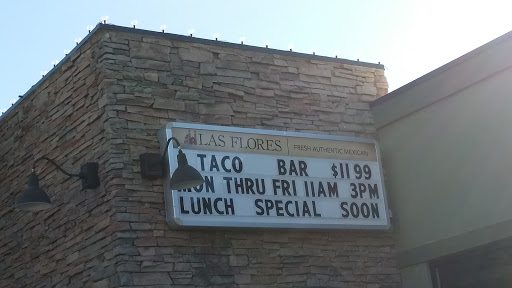 LAS FLORES FRESH AUTHENTIC MEXICAN
TACO BAR $11 99
MON THRU FRI 11AM 3PM
LUNCH SPECIAL SOON